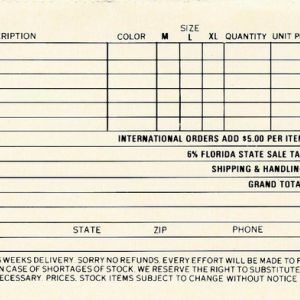 SIZE
RIPTION COLOR M L XL QUANTITY UNIT P
INTERNATIONAL ORDERS ADD $5.00 PER ITEM
6% FLORIDA STATE SALE TA
SHIPPING & HANDLING
GRAND TOTA
STATE ZIP PHONE
WEEKS DELIVERY. SORRY NO REFUNDS. EVERY EFFORT WILL BE MADE TO F
N CASE OF SHORTAGES OF STOCK. WE RESERVE THE RIGHT TO SUBSTITUTE
ECESSARY. PRICES. STOCK ITEMS SUBJECT TO CHANGE WITHOUT NOTICE